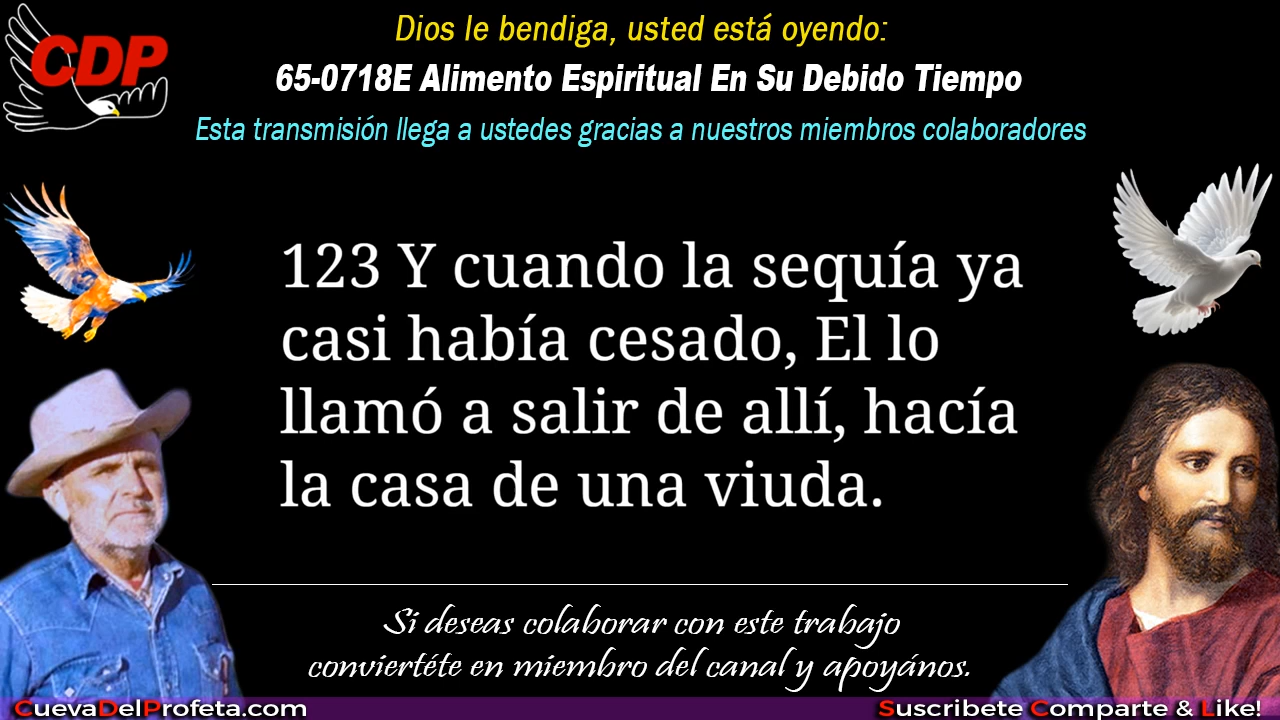 CDP
Dios le bendiga, usted está oyendo:
65-0718E Alimento Espiritual En Su Debido Tiempo
Esta transmisión llega a ustedes gracias a nuestros miembros colaboradores
123 Y cuando la sequía ya
casi había cesado, El lo
llamó a salir de allí, hacía
la casa de una viuda.
Si deseas colaborar con este trabajo
conviertéte en miembro del canal y apoyános.
CuevaDelProfeta.com
Suscribete Comparte & Like!